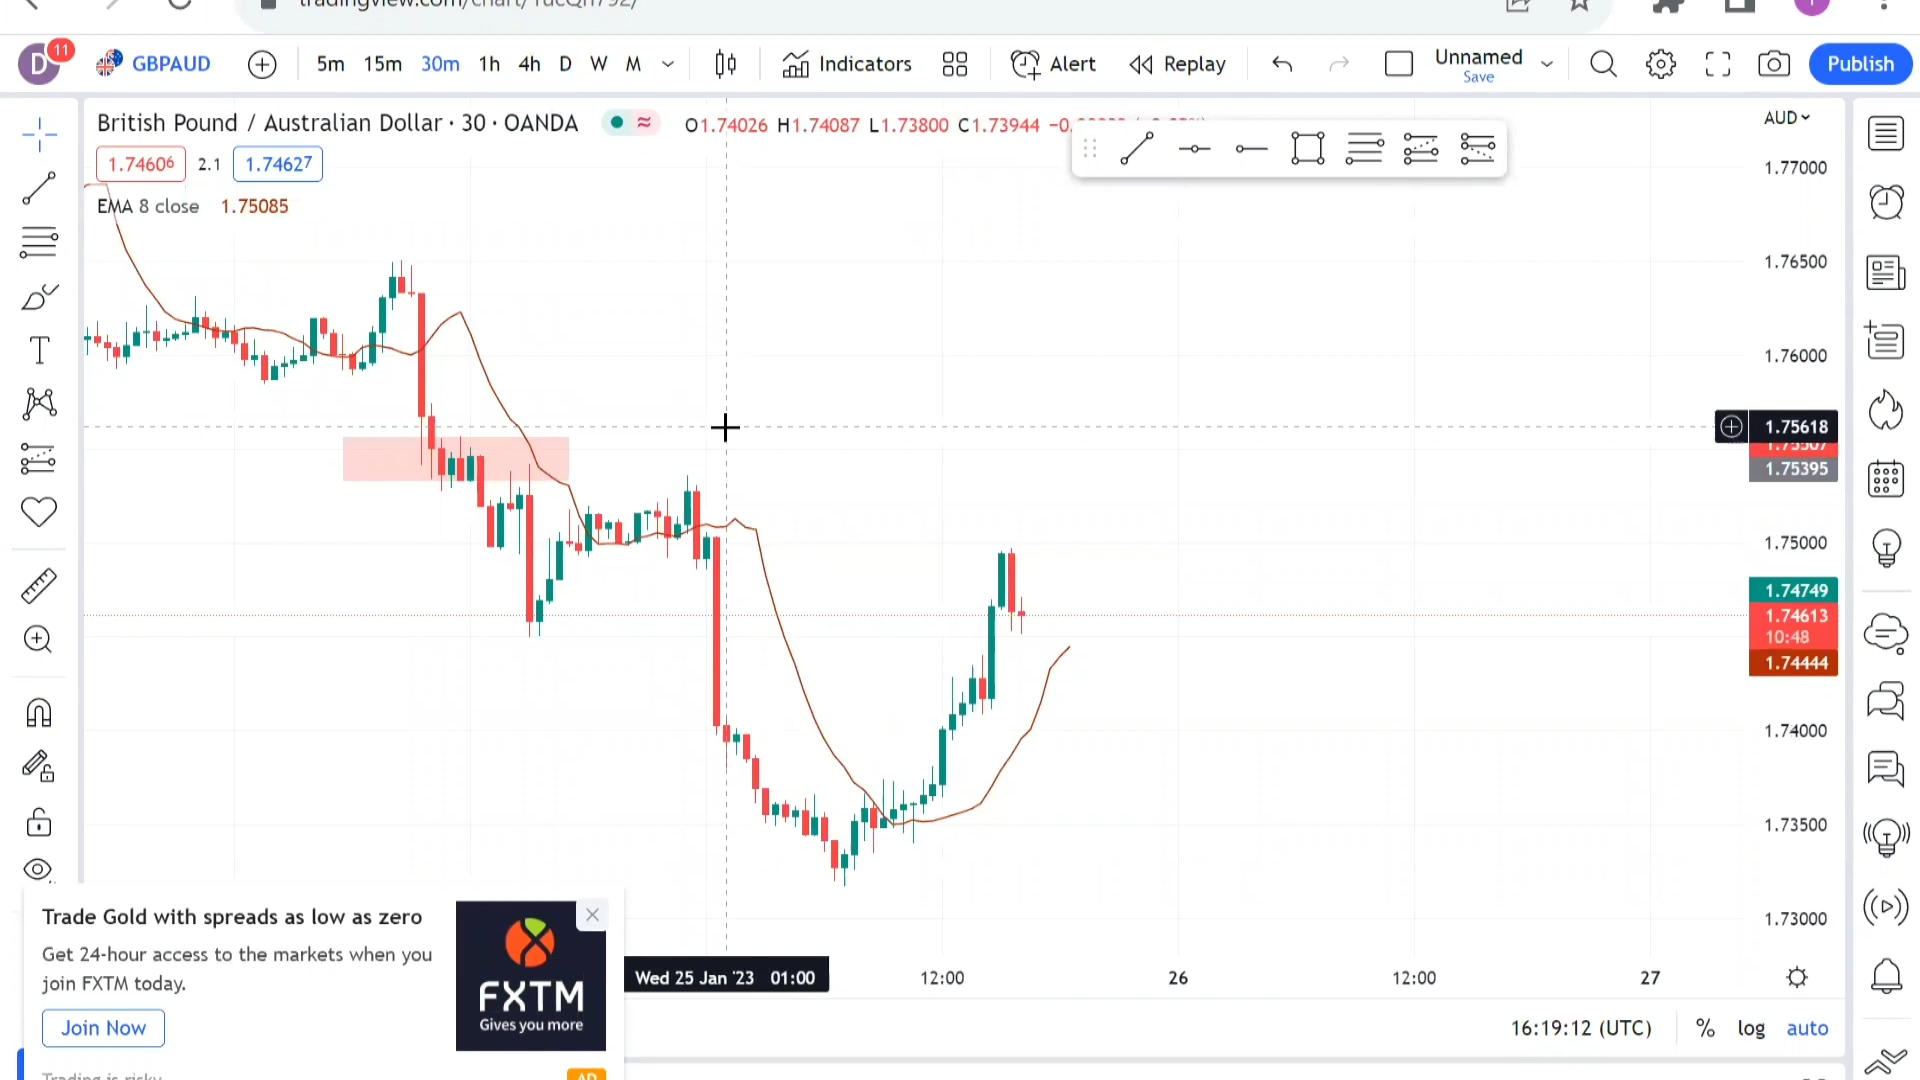 D
11
GBPAUD
5m 15m 30m 1h 4h D W M
Indicators
Alert
Replay
Unnamed
Save
Publish
British Pound / Australian Dollar · 30 · OANDA
O1.74026 H1.74087 L1.73800 C1.73944
1.74606 2.1 1.74627
EMA 8 close 1.75085
AUD
1.77000
1.76500
1.76000
1.75618
1.75395
1.75000
1.74749
1.74613
10:48
1.74444
1.74000
1.73500
1.73000
Wed 25 Jan '23 01:00
12:00
26
12:00
27
16:19:12 (UTC)
% log auto
Trade Gold with spreads as low as zero
Get 24-hour access to the markets when you
join FXTM today.
Join Now
FXTM
Gives you more
Trading is risky
AD